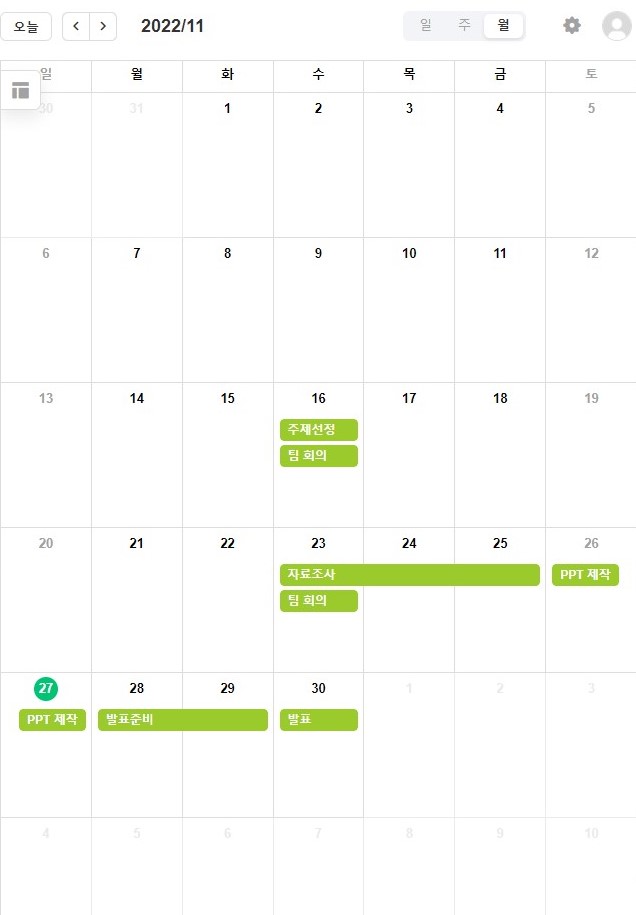 오늘 < > 2022/11 일 주 월
일 월 화 수 목 금 토
30 31 1 2 3 4 5
6 7 8 9 10 11 12
13 14 15 16 17 18 19
주제선정
팀 회의
20 21 22 23 24 25 26
자료조사 PPT 제작
팀 회의
27 28 29 30 1 2 3
PPT 제작 발표준비 발표
4 5 6 7 8 9 10